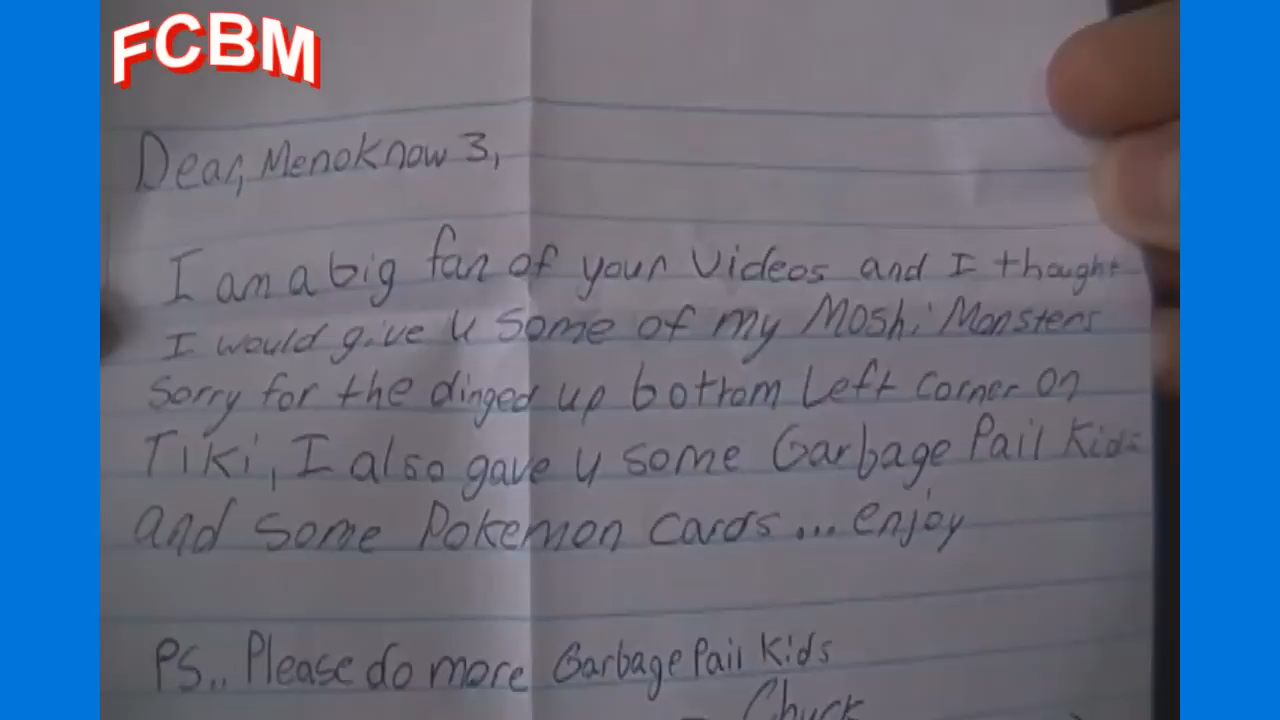 FCBM
Dear, Menoknow 3,
I am a big fan of your Videos and I thought
I would give u some of my Moshi Monsters
Sorry for the dinged up bottom Left Corner on
Tiki, I also gave u some Garbage Pail Kids
and some Pokemon cards... enjoy
PS.. Please do more Garbage Pail Kids
- Chuck